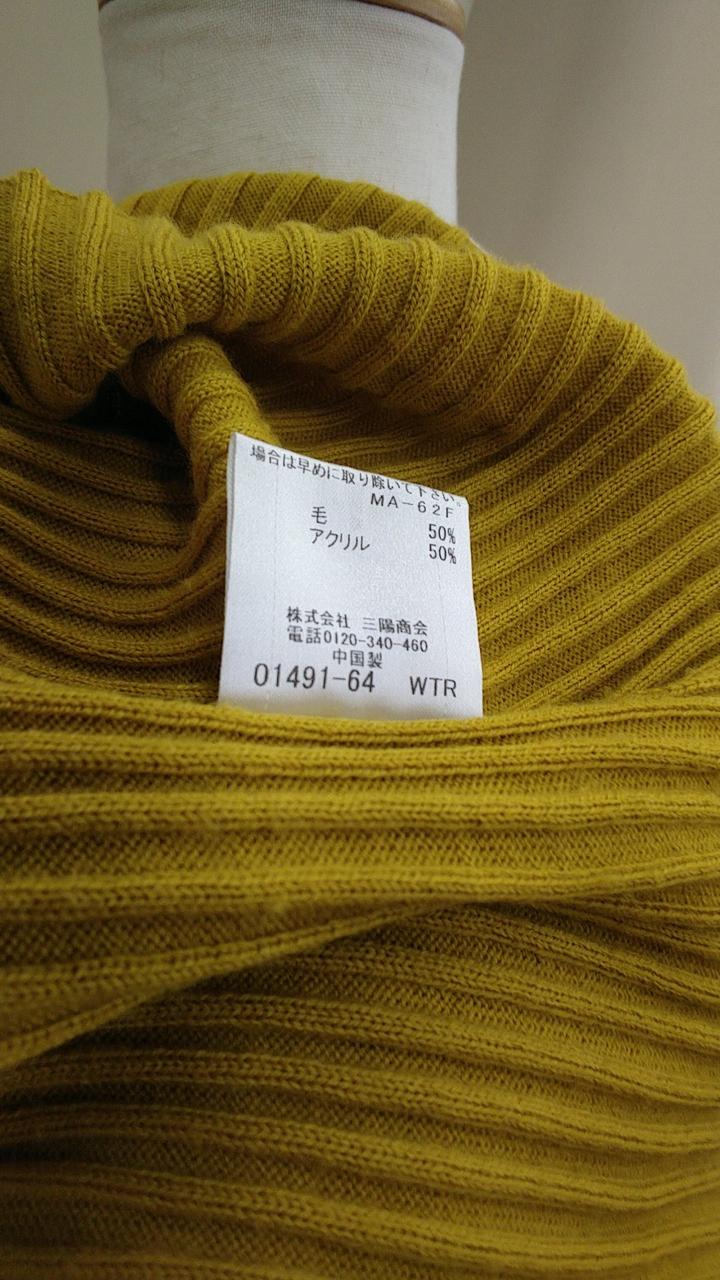 場合は早めに取り除いて下さい。
MA-62F
毛 50%
アクリル 50%
株式会社 三陽商会
電話0120-340-460
中国製
01491-64 WTR